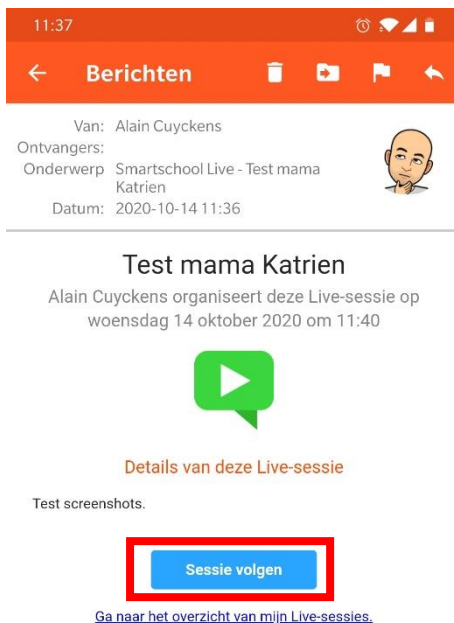 11:37
Berichten
Van: Alain Cuyckens
Ontvangers:
Onderwerp Smartschool Live - Test mama
Katrien
Datum: 2020-10-14 11:36
Test mama Katrien
Alain Cuyckens organiseert deze Live-sessie op
woensdag 14 oktober 2020 om 11:40
Details van deze Live-sessie
Test screenshots.
Sessie volgen
Ga naar het overzicht van mijn Live-sessies.